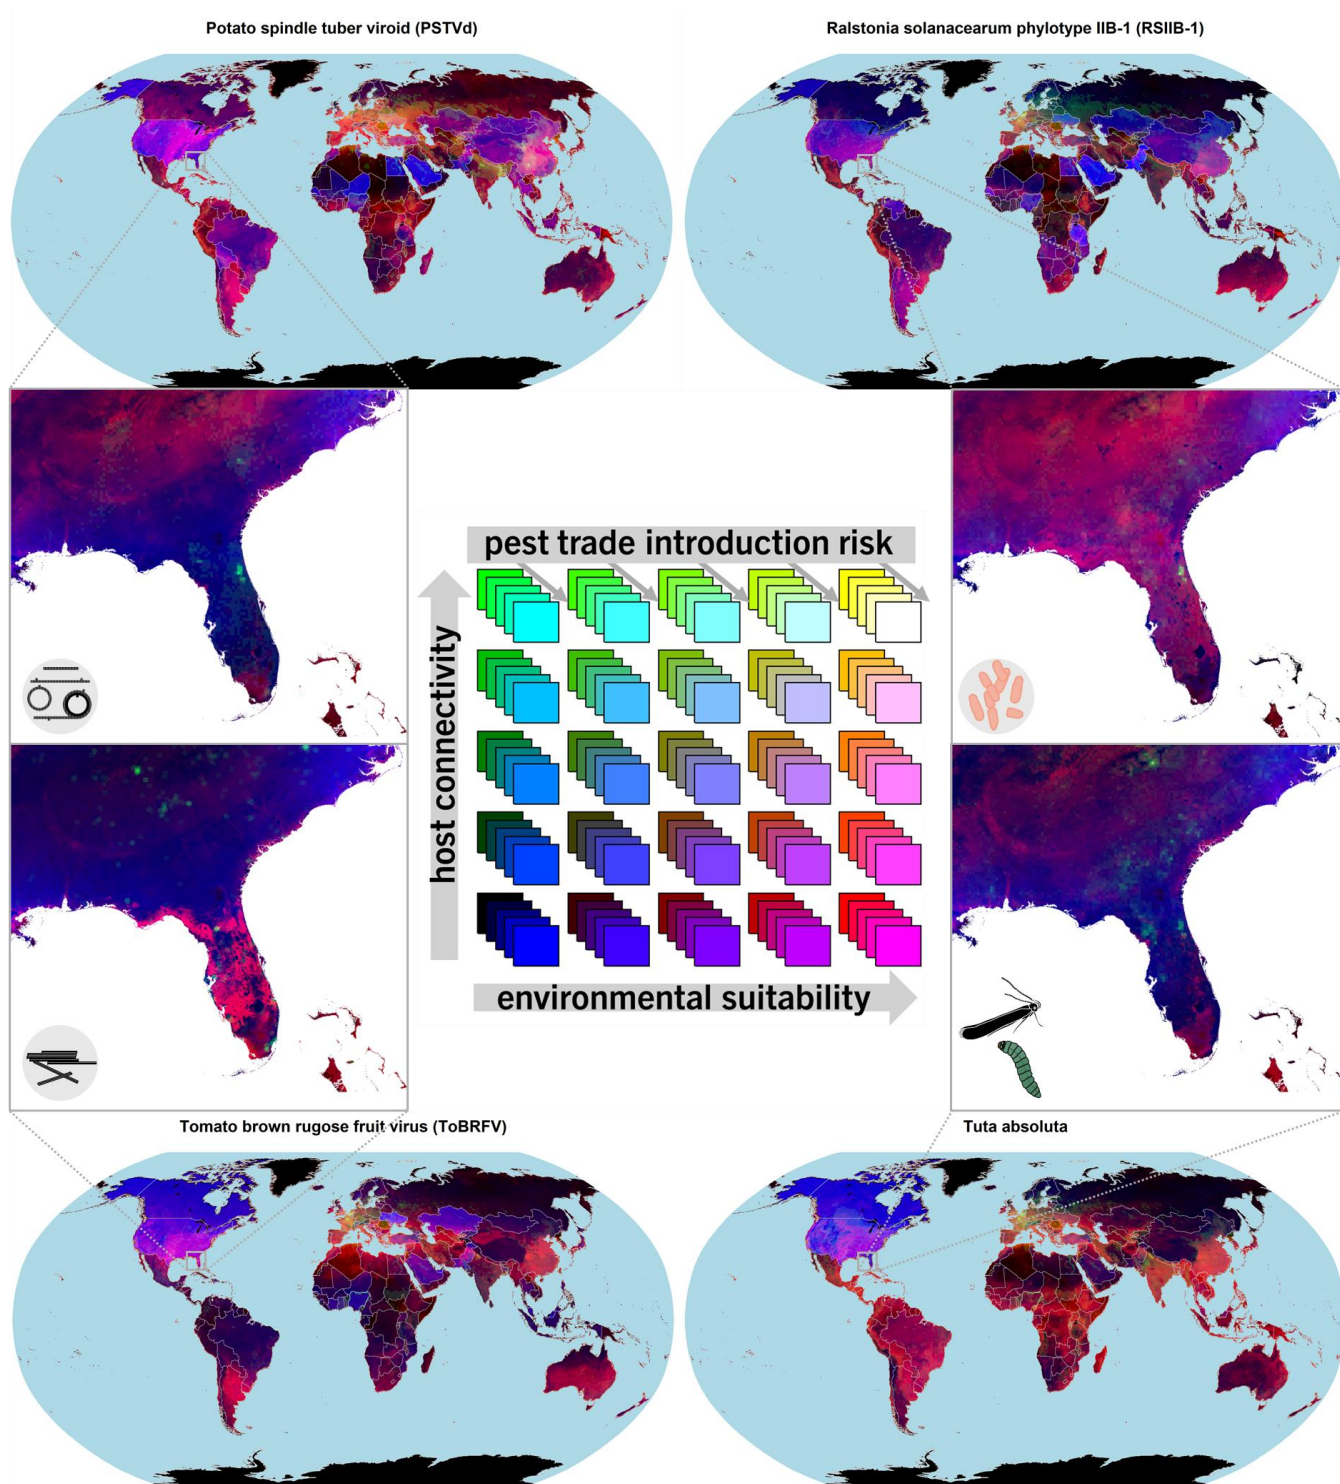 Potato spindle tuber viroid (PSTVd)
Ralstonia solanacearum phylotype IIB-1 (RSIIB-1)
pest trade introduction risk
host connectivity
environmental suitability
Tomato brown rugose fruit virus (ToBRFV)
Tuta absoluta